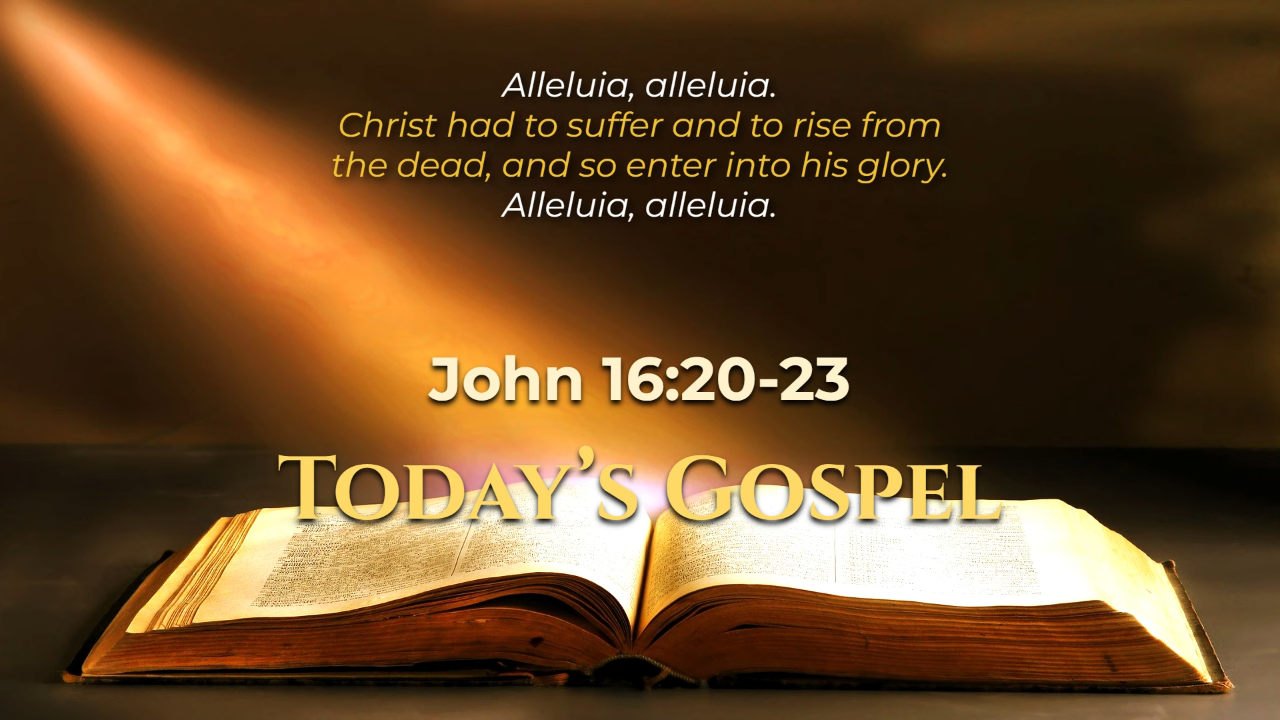 Alleluia, alleluia.
Christ had to suffer and to rise from
the dead, and so enter into his glory.
Alleluia, alleluia.
John 16:20-23
Today's Gospel